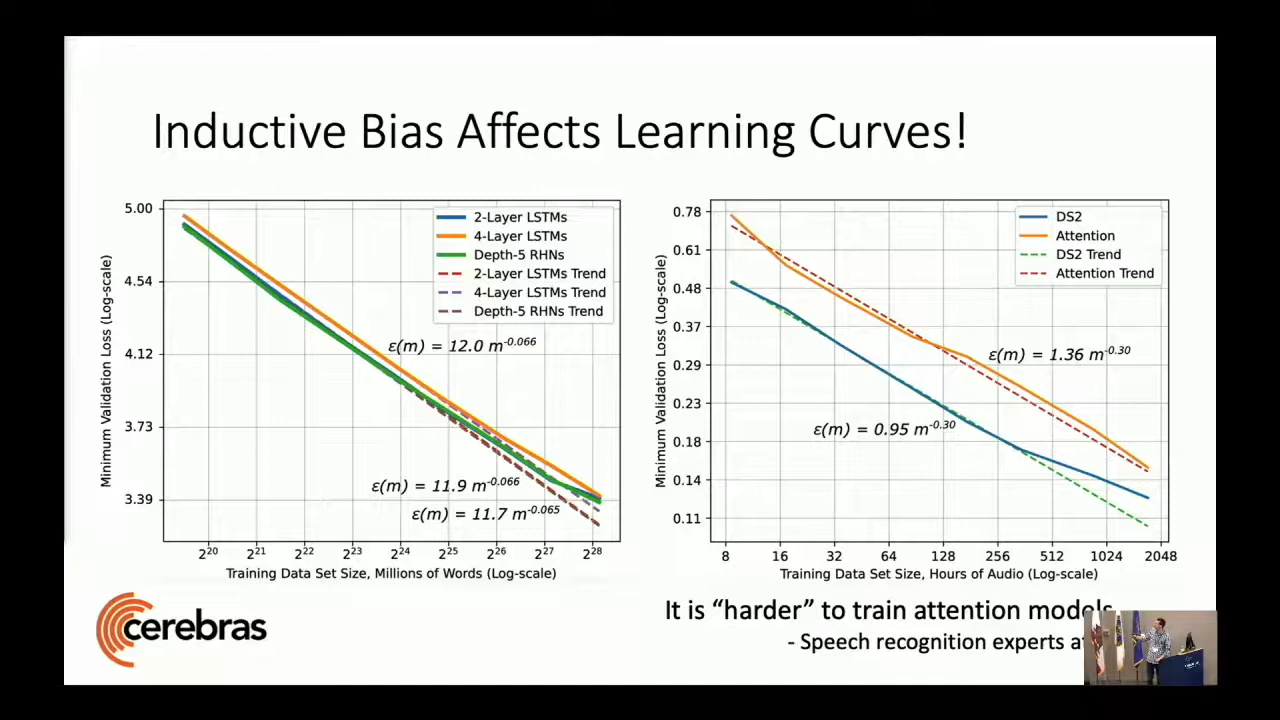 Inductive Bias Affects Learning Curves!
Minimum Validation Loss (Log-scale)
5.00
4.54
4.12
3.73
3.39
2-Layer LSTMs
4-Layer LSTMs
Depth-5 RHNs
2-Layer LSTMs Trend
4-Layer LSTMs Trend
Depth-5 RHNs Trend
ε(m) = 12.0 m^-0.066
ε(m) = 11.9 m^-0.066
ε(m) = 11.7 m^-0.065
2^20 2^21 2^22 2^23 2^24 2^25 2^26 2^27 2^28
Training Data Set Size, Millions of Words (Log-scale)
Minimum Validation Loss (Log-scale)
0.78
0.61
0.48
0.37
0.29
0.23
0.18
0.14
0.11
DS2
Attention
DS2 Trend
Attention Trend
ε(m) = 1.36 m^-0.30
ε(m) = 0.95 m^-0.30
8 16 32 64 128 256 512 1024 2048
Training Data Set Size, Hours of Audio (Log-scale)
It is “harder” to train attention models
- Speech recognition experts
cerebras